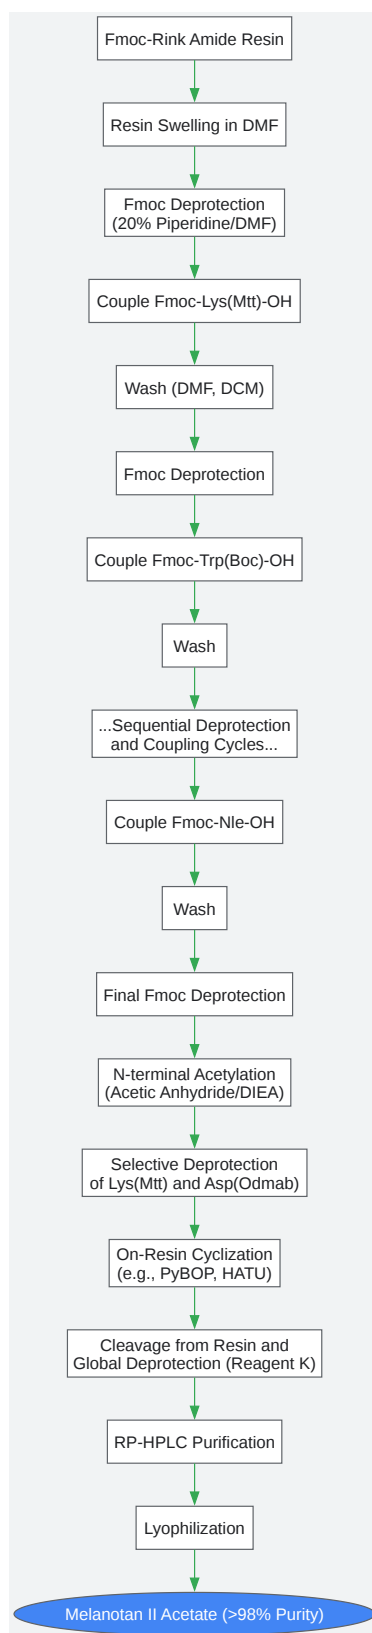 Fmoc-Rink Amide Resin
Resin Swelling in DMF
Fmoc Deprotection
(20% Piperidine/DMF)
Couple Fmoc-Lys(Mtt)-OH
Wash (DMF, DCM)
Fmoc Deprotection
Couple Fmoc-Trp(Boc)-OH
Wash
...Sequential Deprotection
and Coupling Cycles...
Couple Fmoc-Nle-OH
Wash
Final Fmoc Deprotection
N-terminal Acetylation
(Acetic Anhydride/DIEA)
Selective Deprotection
of Lys(Mtt) and Asp(Odmab)
On-Resin Cyclization
(e.g., PyBOP, HATU)
Cleavage from Resin and
Global Deprotection (Reagent K)
RP-HPLC Purification
Lyophilization
Melanotan II Acetate (>98% Purity)